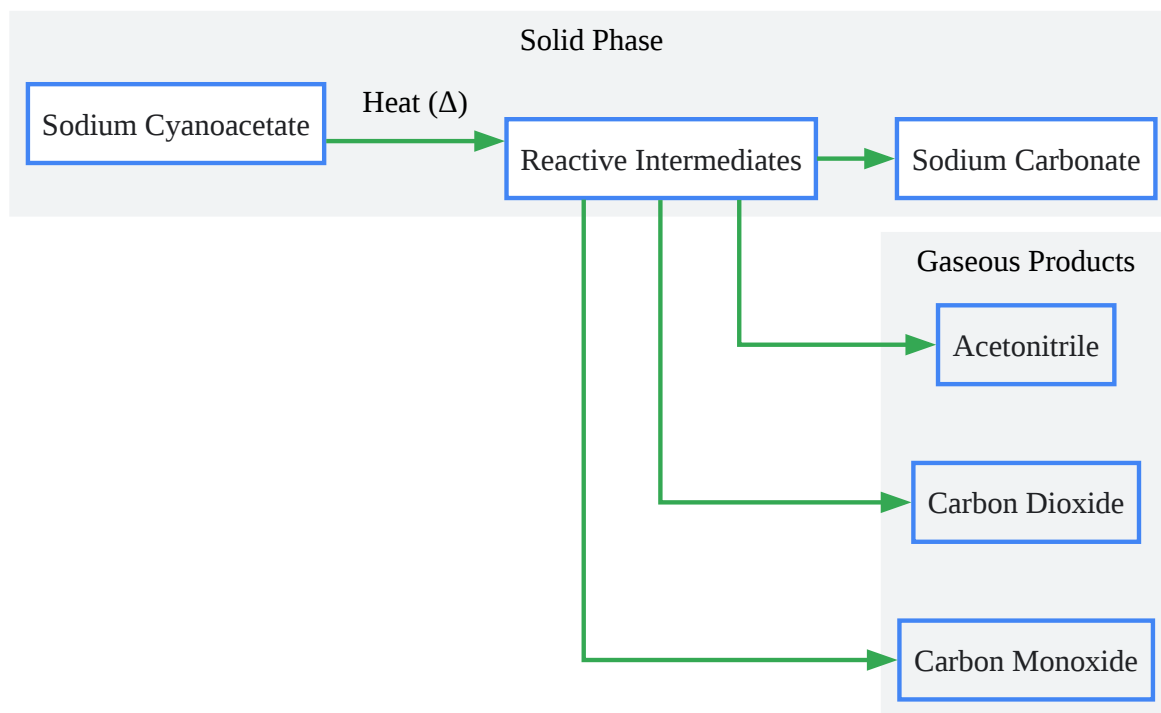 Solid Phase
Sodium Cyanoacetate
Heat (Δ)
Reactive Intermediates
Sodium Carbonate
Gaseous Products
Acetonitrile
Carbon Dioxide
Carbon Monoxide